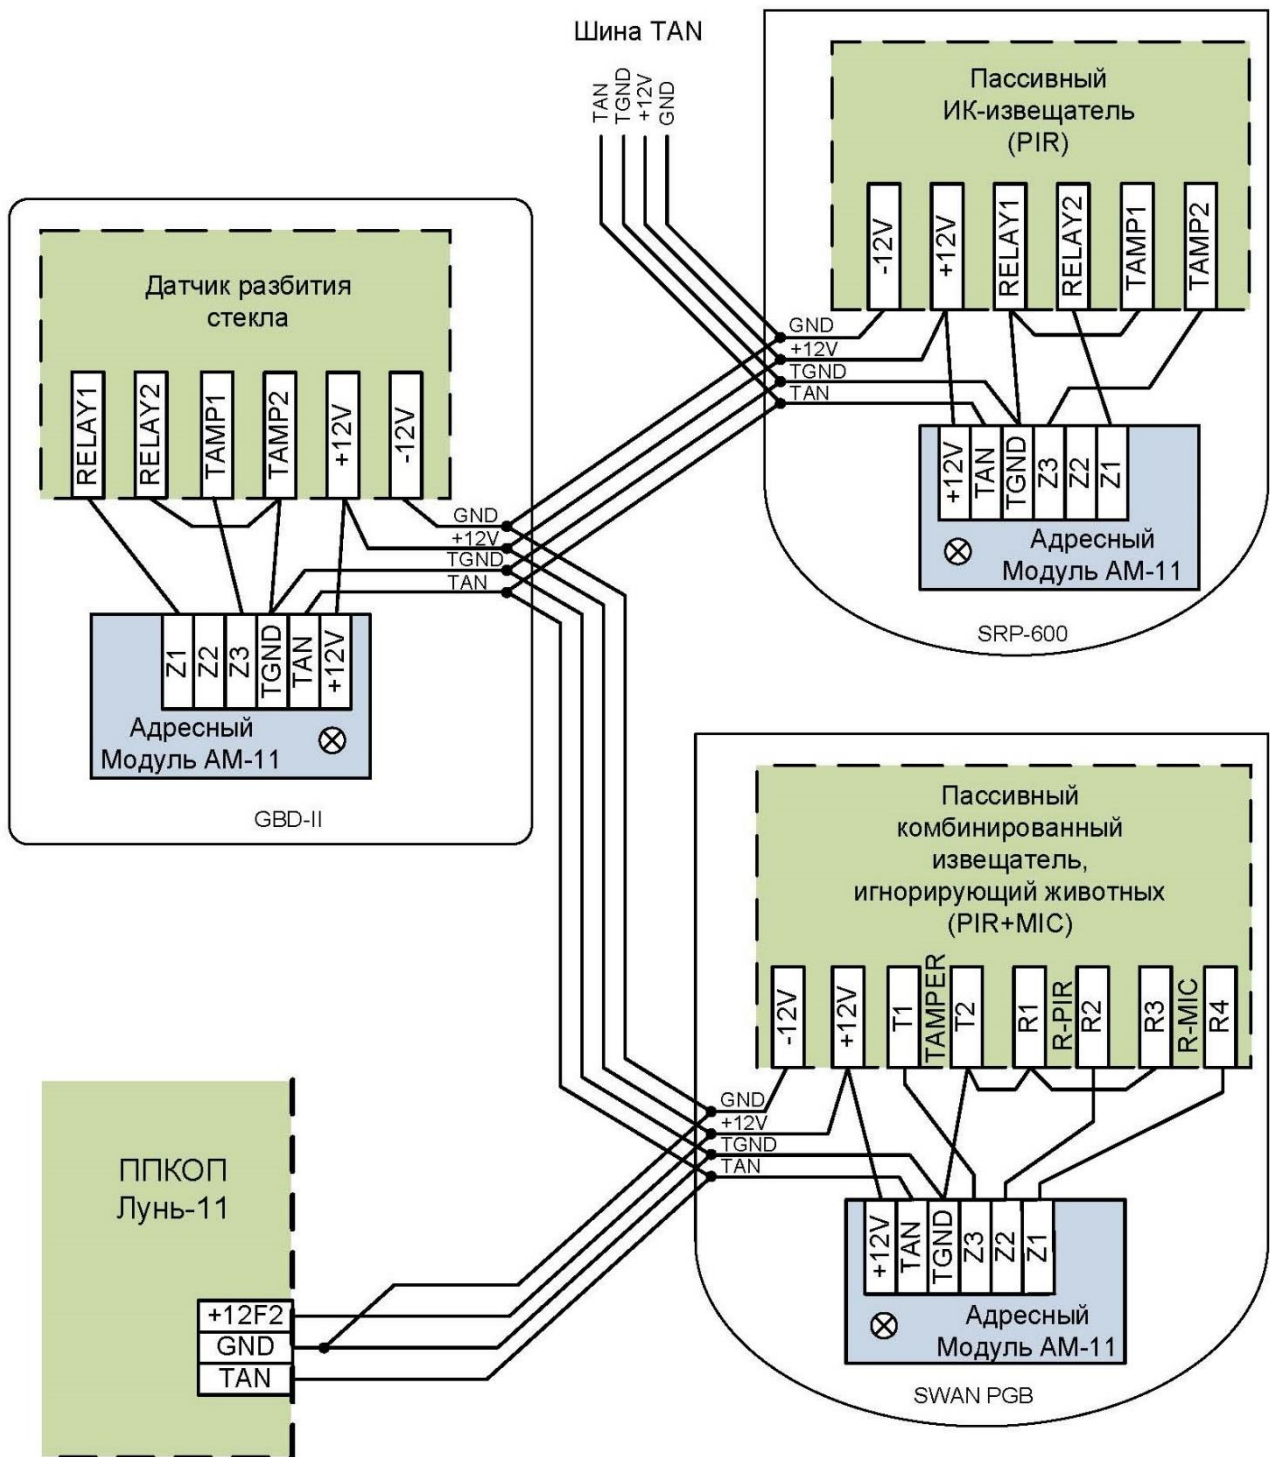 Шина TAN
TAN
TGND
+12V
GND
Пассивный
ИК-извещатель
(PIR)
-12V
+12V
RELAY1
RELAY2
TAMP1
TAMP2
GND
+12V
TGND
TAN
+12V
TAN
TGND
Z3
Z2
Z1
Адресный
Модуль АМ-11
SRP-600
Датчик разбития
стекла
RELAY1
RELAY2
TAMP1
TAMP2
+12V
-12V
GND
+12V
TGND
TAN
Z1
Z2
Z3
TGND
TAN
+12V
Адресный
Модуль АМ-11
GBD-II
Пассивный
комбинированный
извещатель,
игнорирующий животных
(PIR+MIC)
-12V
+12V
T1
TAMPER
T2
R1
R-PIR
R2
R3
R-MIC
R4
GND
+12V
TGND
TAN
+12V
TAN
TGND
Z3
Z2
Z1
Адресный
Модуль АМ-11
SWAN PGB
ППКОП
Лунь-11
+12F2
GND
TAN